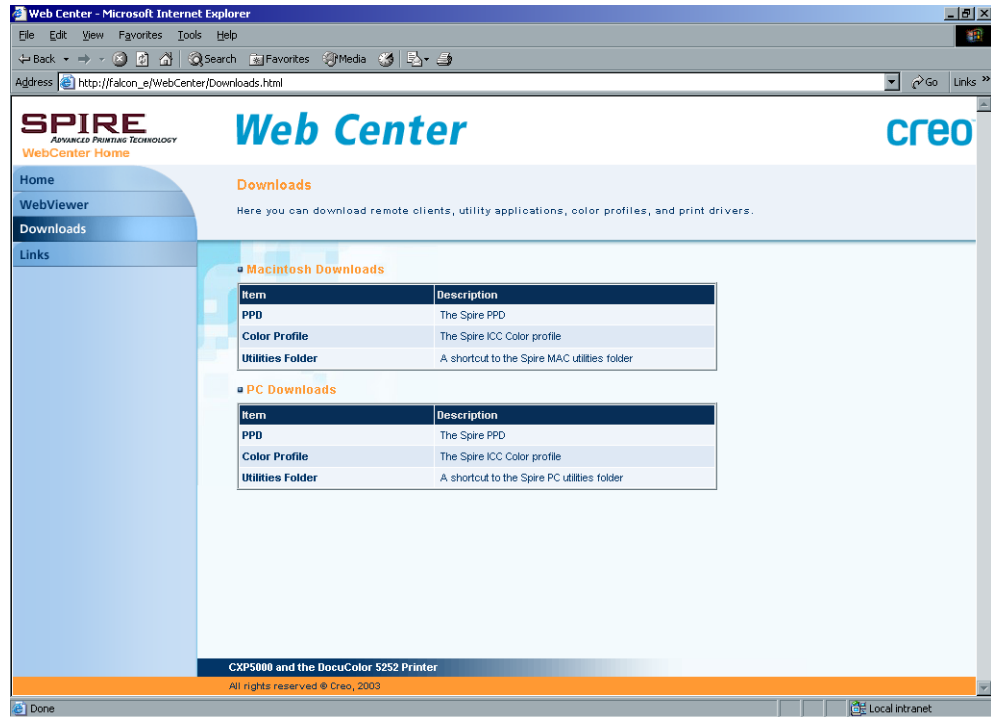 Web Center - Microsoft Internet Explorer
File Edit View Favorites Tools Help
Back Search Favorites Media
Address http://falcon_e/WebCenter/Downloads.html Go Links »
SPIRE
ADVANCED PRINTING TECHNOLOGY
WebCenter Home
Web Center
creo
Home
WebViewer
Downloads
Links
Downloads
Here you can download remote clients, utility applications, color profiles, and print drivers.
Macintosh Downloads
Item Description
PPD The Spire PPD
Color Profile The Spire ICC Color profile
Utilities Folder A shortcut to the Spire MAC utilities folder
PC Downloads
Item Description
PPD The Spire PPD
Color Profile The Spire ICC Color profile
Utilities Folder A shortcut to the Spire PC utilities folder
CXP5000 and the DocuColor 5252 Printer
All rights reserved © Creo, 2003
Done Local intranet